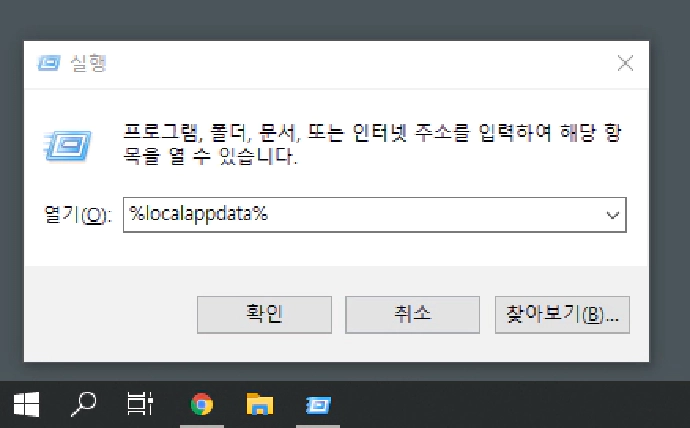 실행
프로그램, 폴더, 문서, 또는 인터넷 주소를 입력하여 해당 항
목을 열 수 있습니다.
열기(O): %localappdata%
확인 취소 찾아보기(B)...